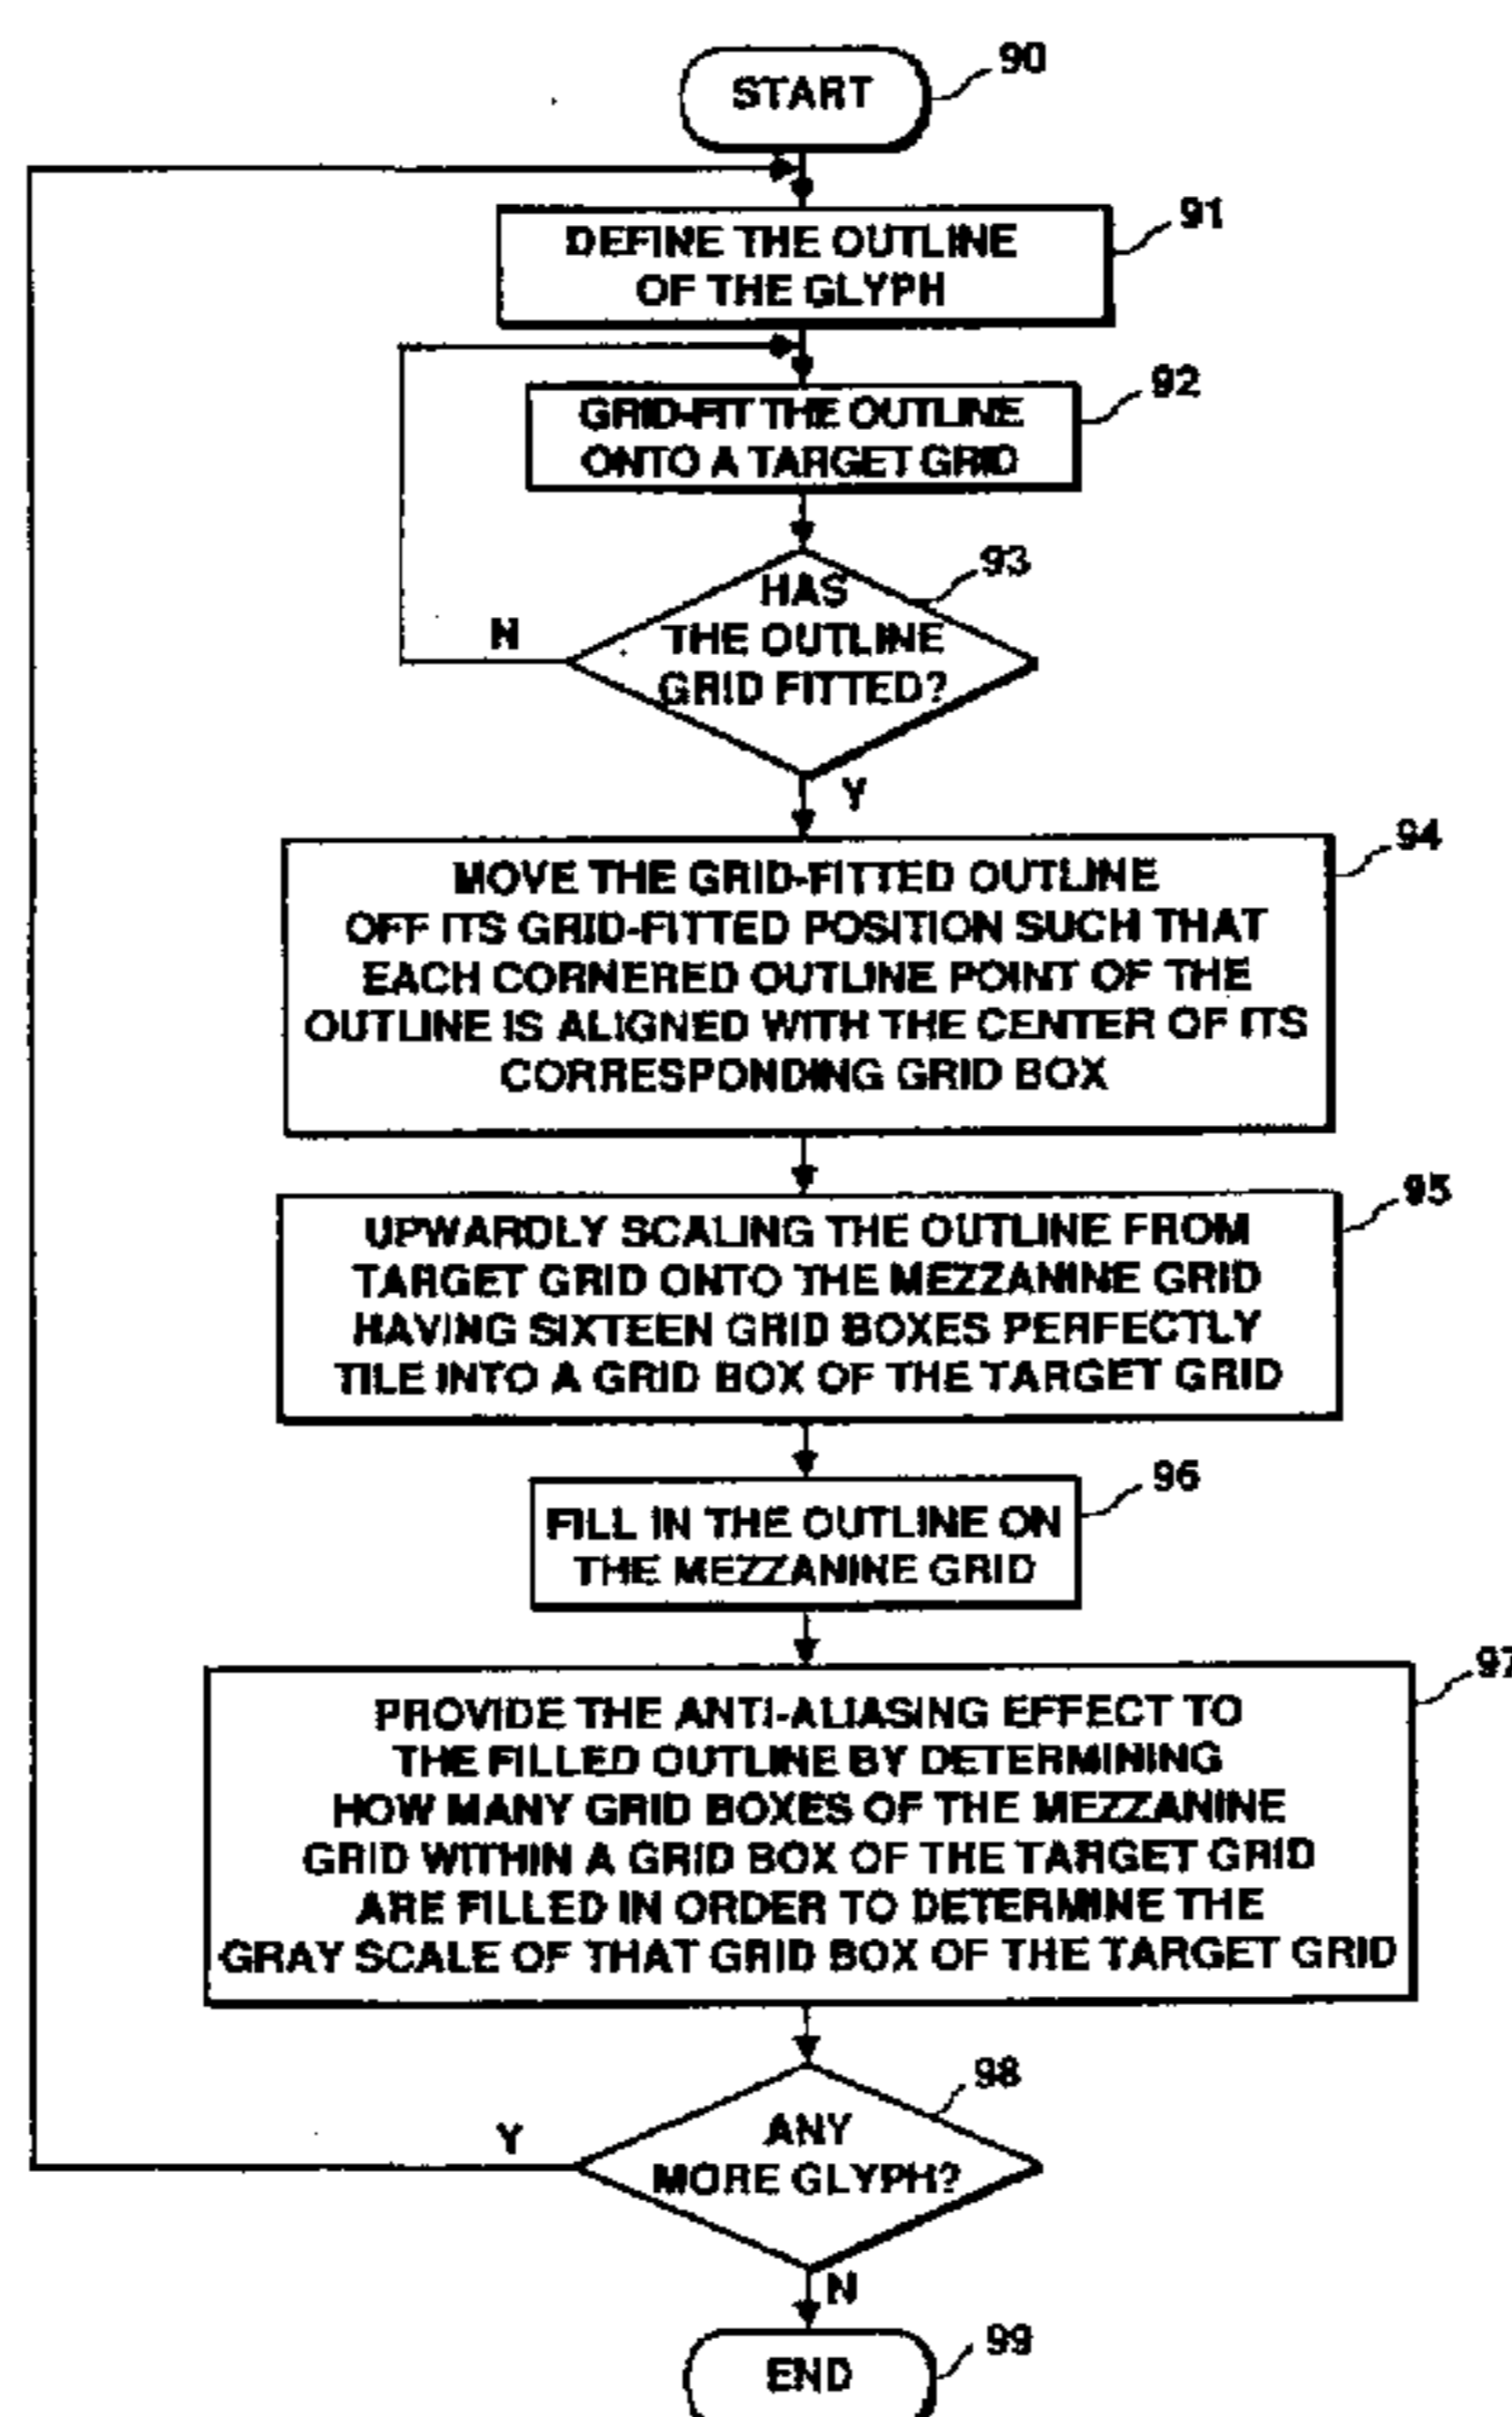 START
90
DEFINE THE OUTLINE
OF THE GLYPH
91
GRID-FIT THE OUTLINE
ONTO A TARGET GRID
92
HAS
THE OUTLINE
GRID FITTED?
93
N
Y
MOVE THE GRID-FITTED OUTLINE
OFF ITS GRID-FITTED POSITION SUCH THAT
EACH CORNERED OUTLINE POINT OF THE
OUTLINE IS ALIGNED WITH THE CENTER OF ITS
CORRESPONDING GRID BOX
94
UPWARDLY SCALING THE OUTLINE FROM
TARGET GRID ONTO THE MEZZANINE GRID
HAVING SIXTEEN GRID BOXES PERFECTLY
TILE INTO A GRID BOX OF THE TARGET GRID
95
FILL IN THE OUTLINE ON
THE MEZZANINE GRID
96
PROVIDE THE ANTI-ALIASING EFFECT TO
THE FILLED OUTLINE BY DETERMINING
HOW MANY GRID BOXES OF THE MEZZANINE
GRID WITHIN A GRID BOX OF THE TARGET GRID
ARE FILLED IN ORDER TO DETERMINE THE
GRAY SCALE OF THAT GRID BOX OF THE TARGET GRID
97
ANY
MORE GLYPH?
98
Y
N
END
99